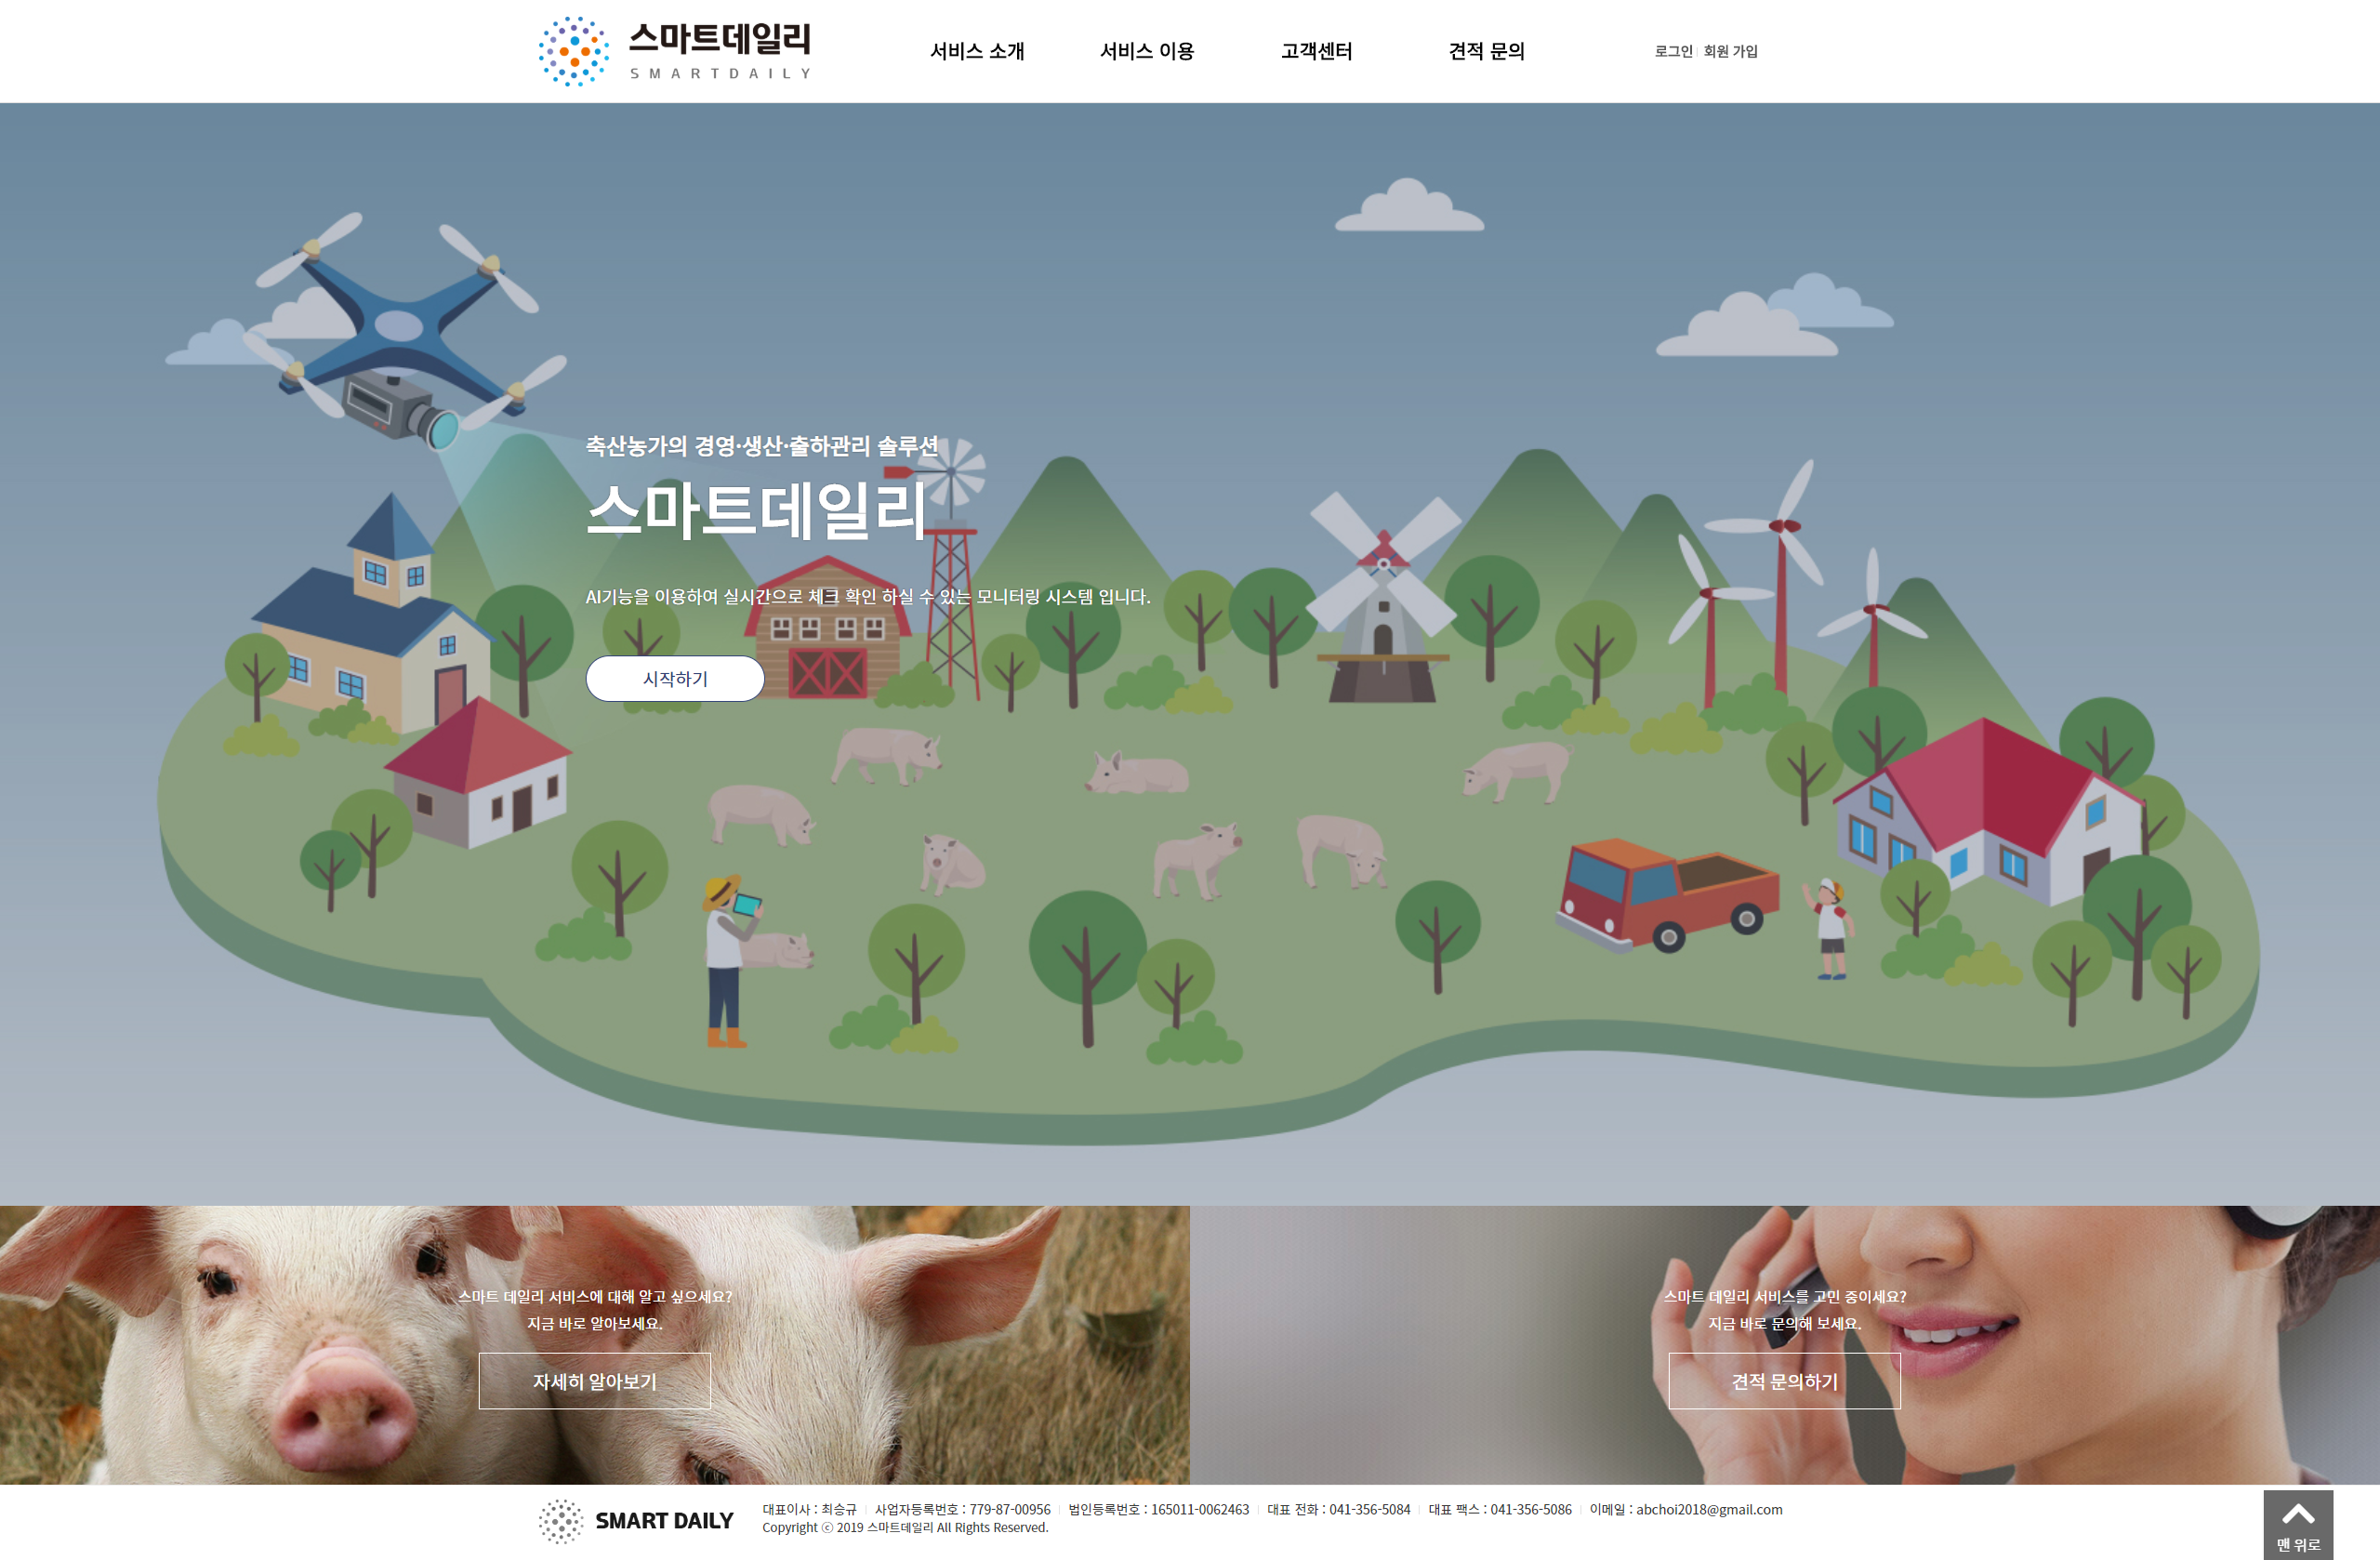 스마트데일리
SMARTDAILY
서비스 소개
서비스 이용
고객센터
견적 문의
로그인
회원 가입
축산농가의 경영·생산·출하관리 솔루션
스마트데일리
AI기능을 이용하여 실시간으로 체크 확인 하실 수 있는 모니터링 시스템 입니다.
시작하기
스마트 데일리 서비스에 대해 알고 싶으세요?
지금 바로 알아보세요.
자세히 알아보기
스마트 데일리 서비스를 고민 중이세요?
지금 바로 문의해 보세요.
견적 문의하기
SMART DAILY
대표이사 : 최승규 | 사업자등록번호 : 779-87-00956 | 법인등록번호 : 165011-0062463 | 대표 전화 : 041-356-5084 | 대표 팩스 : 041-356-5086 | 이메일 : abchoi2018@gmail.com
Copyright ⓒ 2019 스마트데일리 All Rights Reserved.
맨 위로